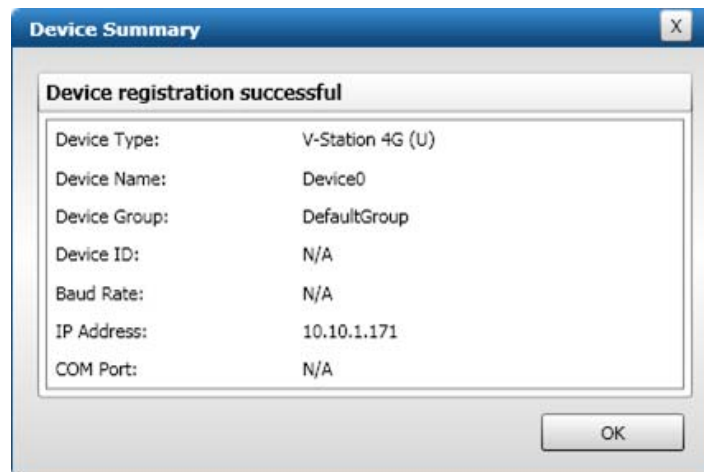 Device Summary X
Device registration successful
Device Type: V-Station 4G (U)
Device Name: Device0
Device Group: DefaultGroup
Device ID: N/A
Baud Rate: N/A
IP Address: 10.10.1.171
COM Port: N/A
OK